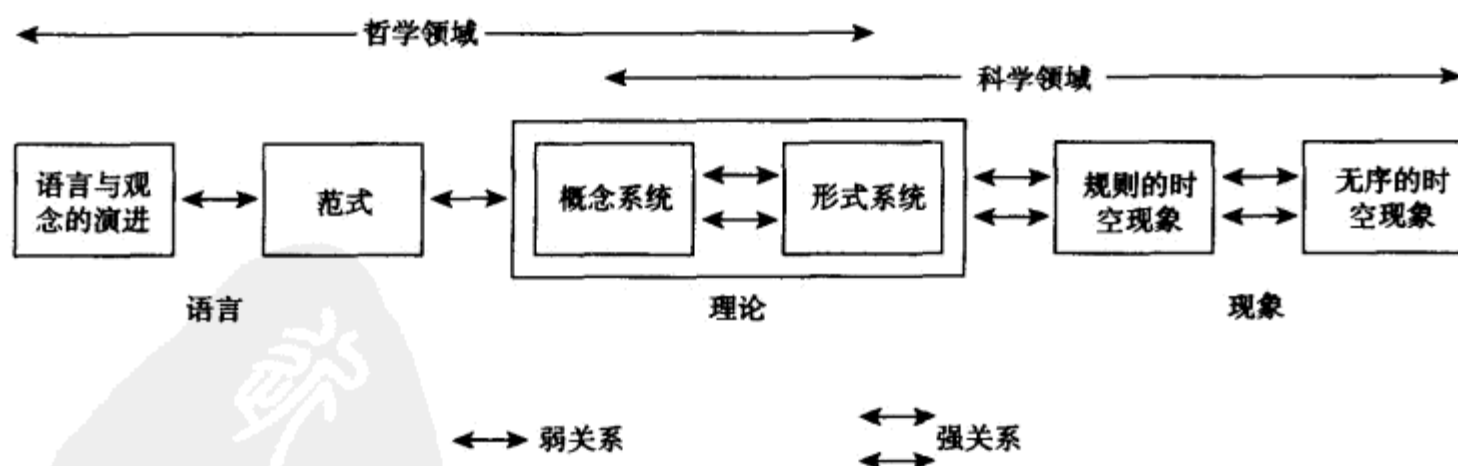 哲学领域
科学领域
语言与观
念的演进
范式
概念系统
形式系统
规则的时
空现象
无序的时
空现象
语言
理论
现象
弱关系
强关系